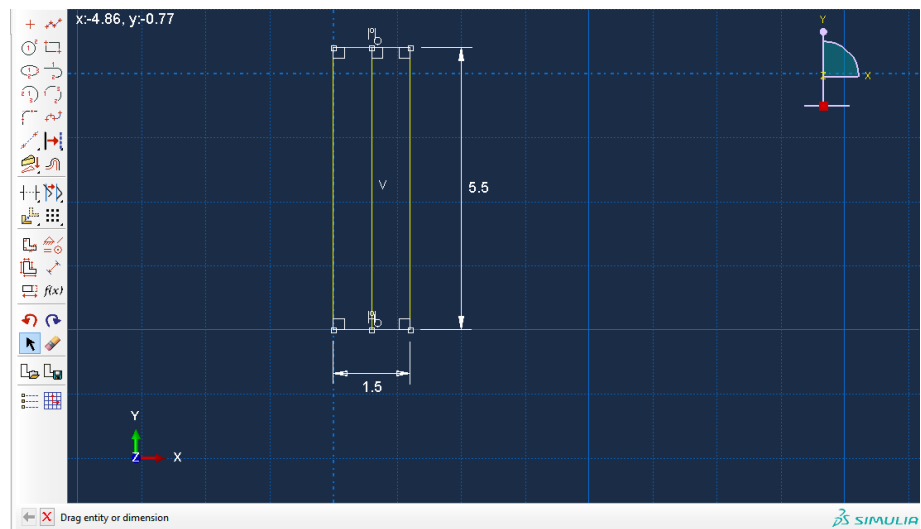 x:-4.86, y:-0.77
Y
Z X
V
5.5
1.5
f(x)
Y
Z X
Drag entity or dimension
SIMULIA